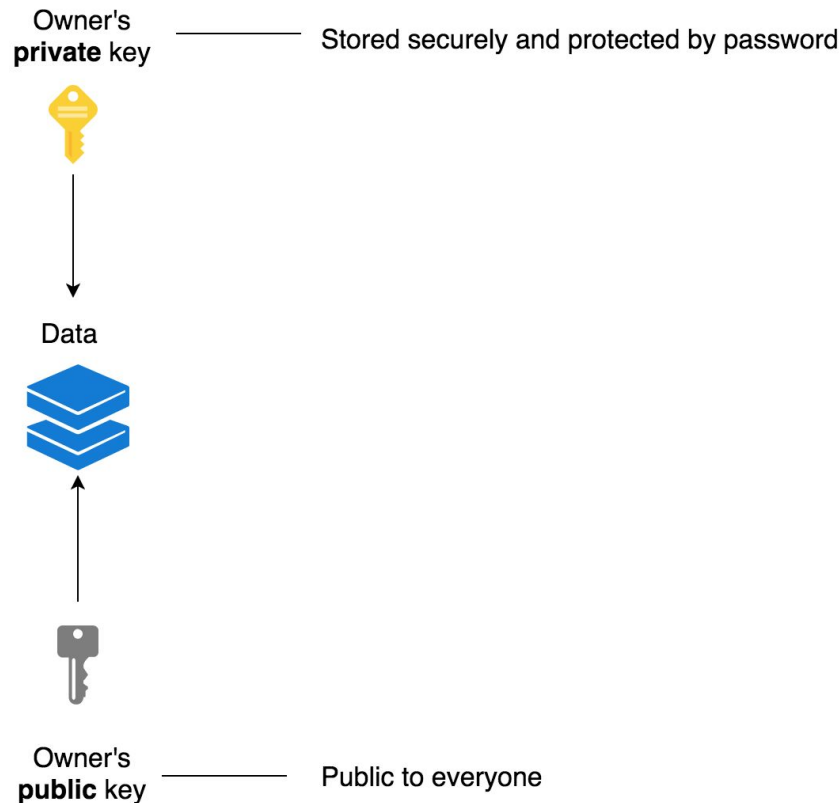 Owner's
private key
Stored securely and protected by password
Data
Owner's
public key
Public to everyone